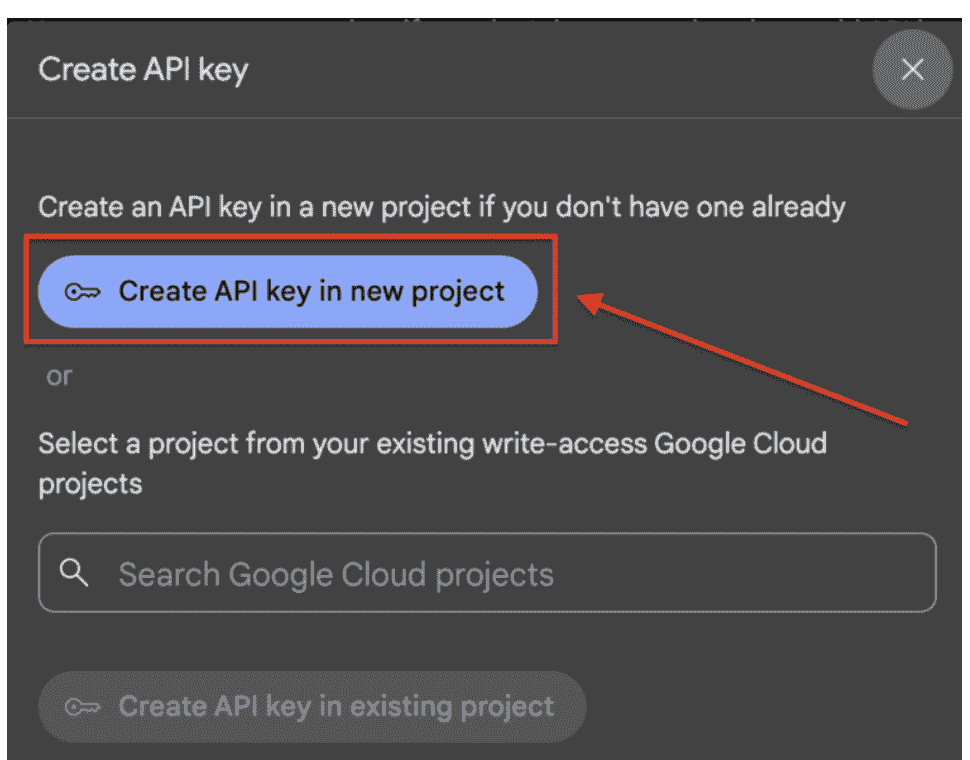 Create API key
Create an API key in a new project if you don't have one already
Create API key in new project
or
Select a project from your existing write-access Google Cloud
projects
Search Google Cloud projects
Create API key in existing project